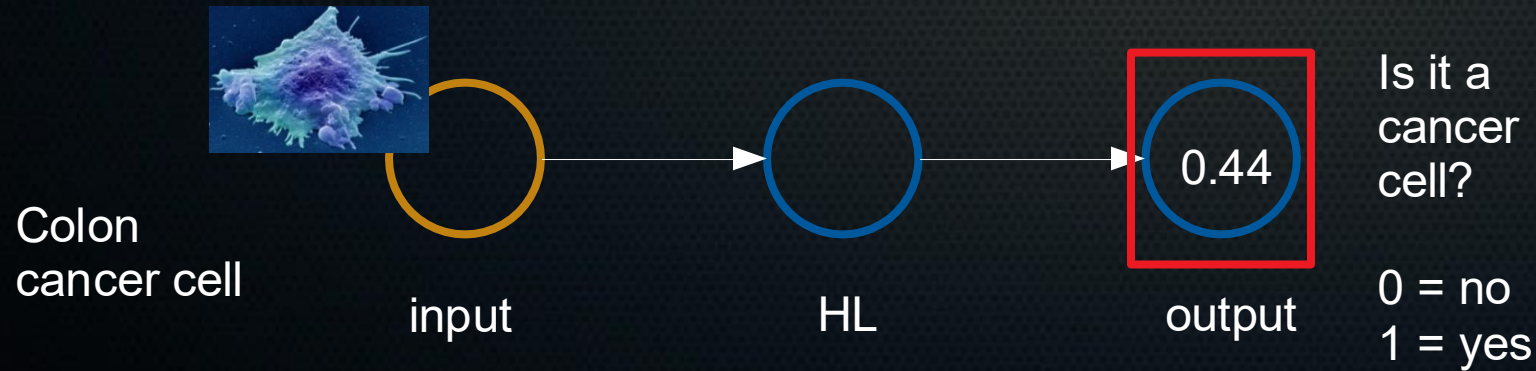 Colon
cancer cell
input
HL
0.44
output
Is it a
cancer
cell?
0 = no
1 = yes